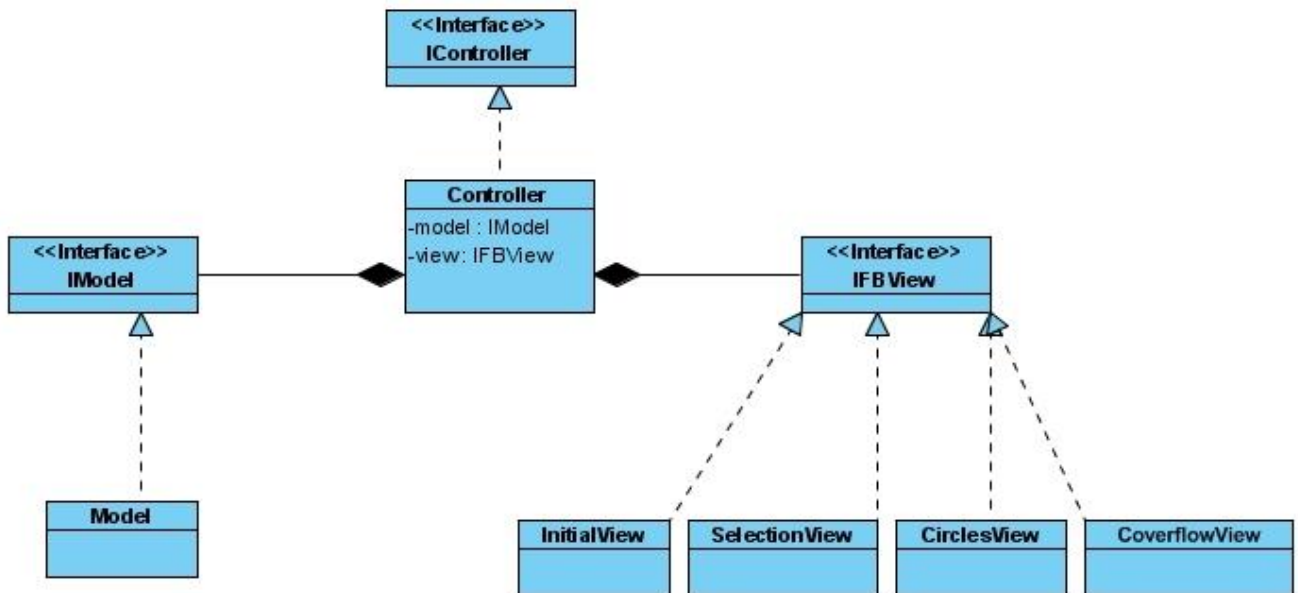 <<Interface>>
IController
Controller
-model : IModel
-view: IFBView
<<Interface>>
IModel
<<Interface>>
IFBView
Model
InitialView
SelectionView
CirclesView
CoverflowView